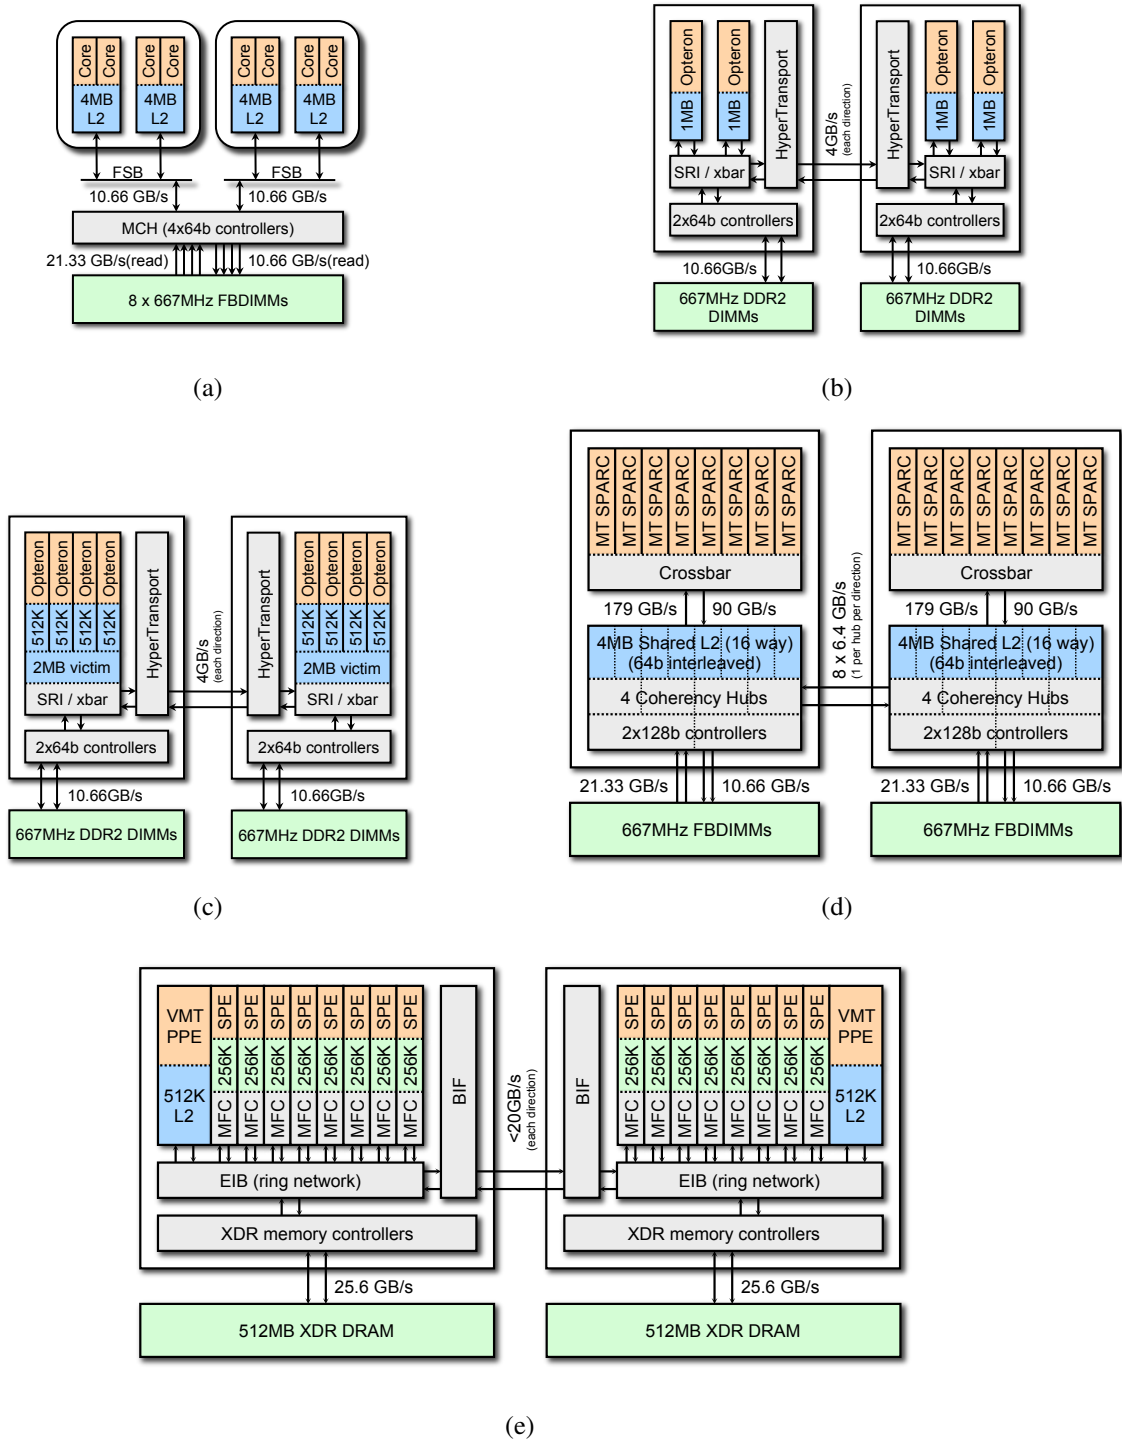 Core Core Core Core Core Core Core Core
4MB L2 4MB L2 4MB L2 4MB L2
FSB FSB
10.66 GB/s 10.66 GB/s
MCH (4x64b controllers)
21.33 GB/s(read) 10.66 GB/s(read)
8 x 667MHz FBDIMMs
(a)
Opteron Opteron HyperTransport HyperTransport Opteron Opteron
1MB 1MB 1MB 1MB
4GB/s
(each direction)
SRI / xbar SRI / xbar
2x64b controllers 2x64b controllers
10.66GB/s 10.66GB/s
667MHz DDR2 667MHz DDR2
DIMMs DIMMs
(b)
Opteron Opteron Opteron Opteron HyperTransport HyperTransport Opteron Opteron Opteron Opteron
512K 512K 512K 512K 512K 512K 512K 512K
4GB/s
(each direction)
2MB victim 2MB victim
SRI / xbar SRI / xbar
2x64b controllers 2x64b controllers
10.66GB/s 10.66GB/s
667MHz DDR2 DIMMs 667MHz DDR2 DIMMs
(c)
MT SPARC MT SPARC MT SPARC MT SPARC MT SPARC MT SPARC MT SPARC MT SPARC MT SPARC MT SPARC MT SPARC MT SPARC MT SPARC MT SPARC MT SPARC MT SPARC
Crossbar Crossbar
179 GB/s 90 GB/s 179 GB/s 90 GB/s
8 x 6.4 GB/s
(1 per hub per direction)
4MB Shared L2 (16 way) 4MB Shared L2 (16 way)
(64b interleaved) (64b interleaved)
4 Coherency Hubs 4 Coherency Hubs
2x128b controllers 2x128b controllers
21.33 GB/s 10.66 GB/s 21.33 GB/s 10.66 GB/s
667MHz FBDIMMs 667MHz FBDIMMs
(d)
VMT PPE SPE SPE SPE SPE SPE SPE SPE SPE BIF BIF SPE SPE SPE SPE SPE SPE SPE SPE VMT PPE
256K 256K 256K 256K 256K 256K 256K 256K 256K 256K 256K 256K 256K 256K 256K 256K
512K L2 MFC MFC MFC MFC MFC MFC MFC MFC MFC MFC MFC MFC MFC MFC MFC MFC 512K L2
<20GB/s
(each direction)
EIB (ring network) EIB (ring network)
XDR memory controllers XDR memory controllers
25.6 GB/s 25.6 GB/s
512MB XDR DRAM 512MB XDR DRAM
(e)